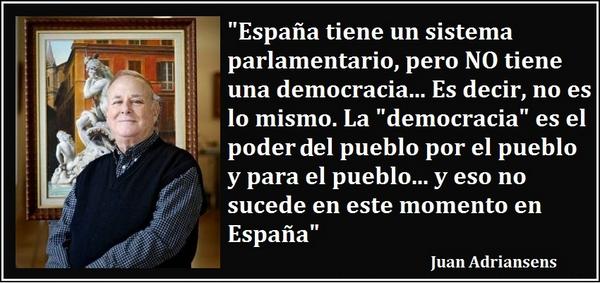 "España tiene un sistema
parlamentario, pero NO tiene
una democracia... Es decir, no es
lo mismo. La "democracia" es el
poder del pueblo por el pueblo
y para el pueblo... y eso no
sucede en este momento en
España"
Juan Adriansens